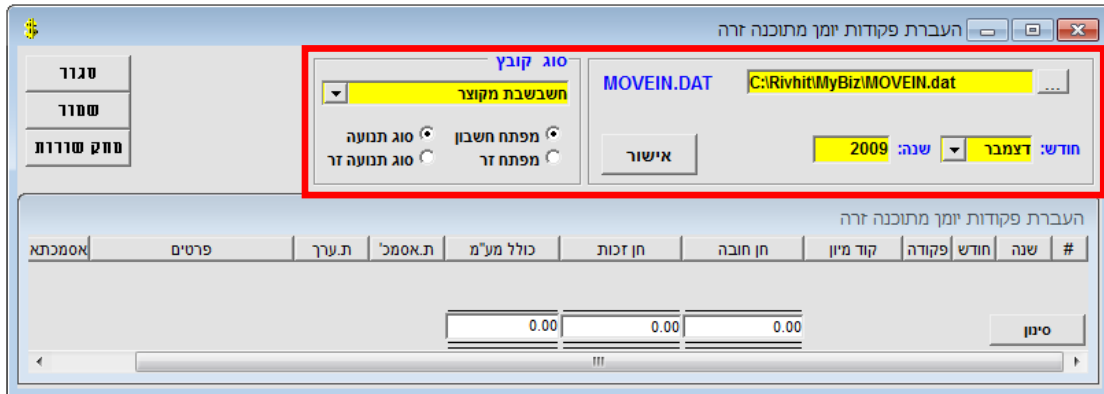 העברת פקודות יומן מתוכנה זרה
MOVEIN.DAT C:\Rivhit\MyBiz\MOVEIN.dat ...
חודש: דצמבר שנה: 2009
אישור
סוג קובץ
חשבשבת מקוצר
מפתח חשבון סוג תנועה
מפתח זר סוג תנועה זר
סגור
שמור
מחק שורות
העברת פקודות יומן מתוכנה זרה
# שנה חודש פקודה קוד מיון חן חובה חן זכות כולל מע"מ ת.אסמכ' ת.ערך פרטים אסמכתא
סינון 0.00 0.00 0.00